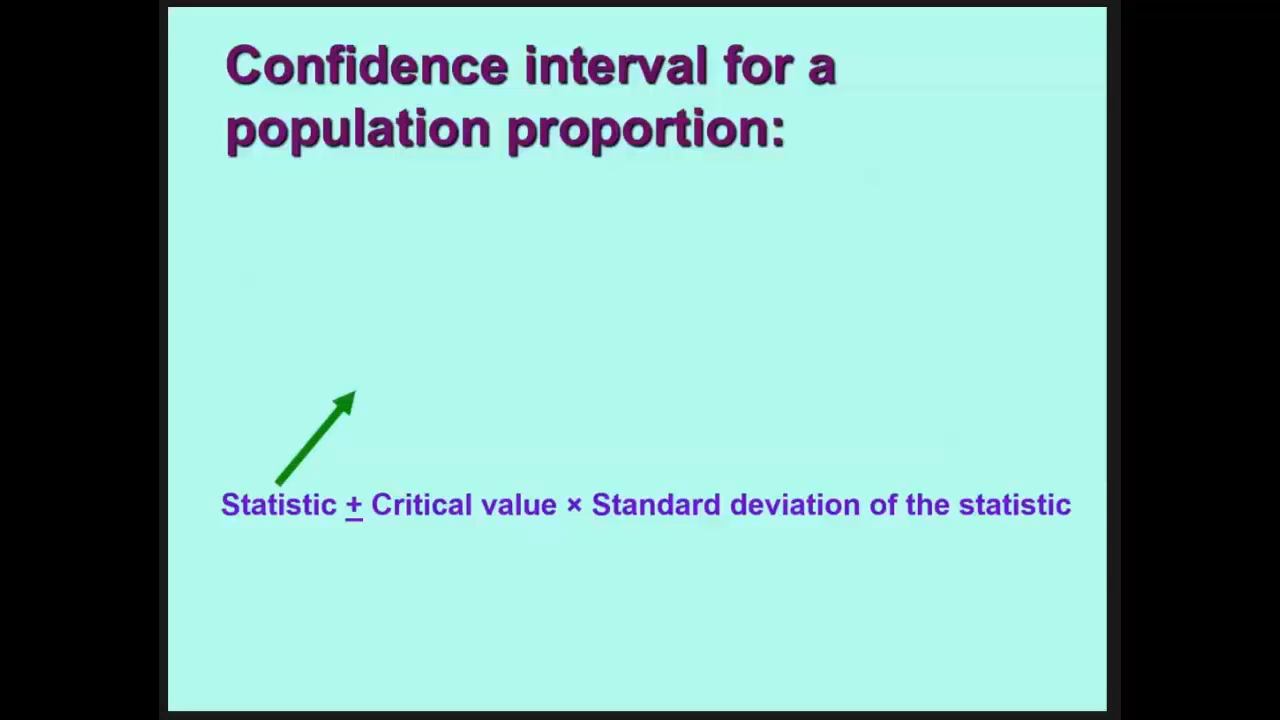 Confidence interval for a
population proportion:
Statistic + Critical value × Standard deviation of the statistic